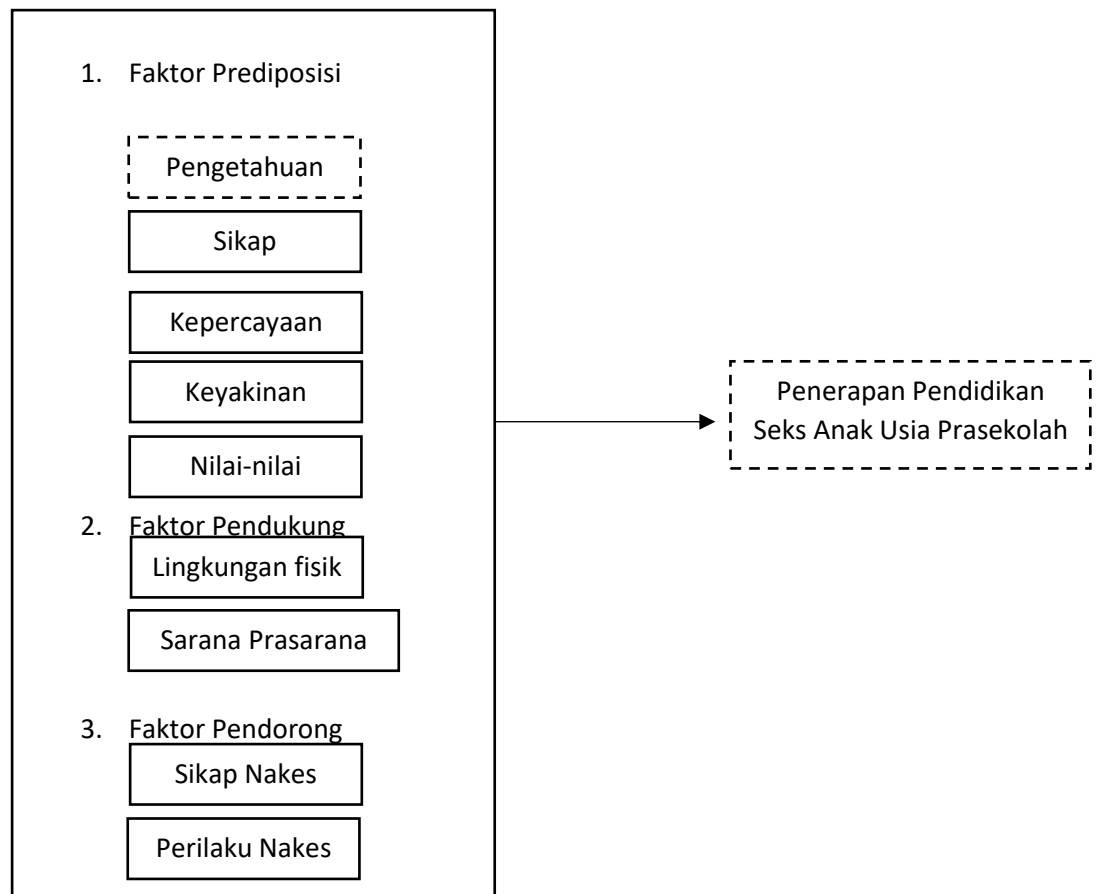 1. Faktor Prediposisi
Pengetahuan
Sikap
Kepercayaan
Keyakinan
Nilai-nilai
2. Faktor Pendukung
Lingkungan fisik
Sarana Prasarana
3. Faktor Pendorong
Sikap Nakes
Perilaku Nakes
Penerapan Pendidikan
Seks Anak Usia Prasekolah